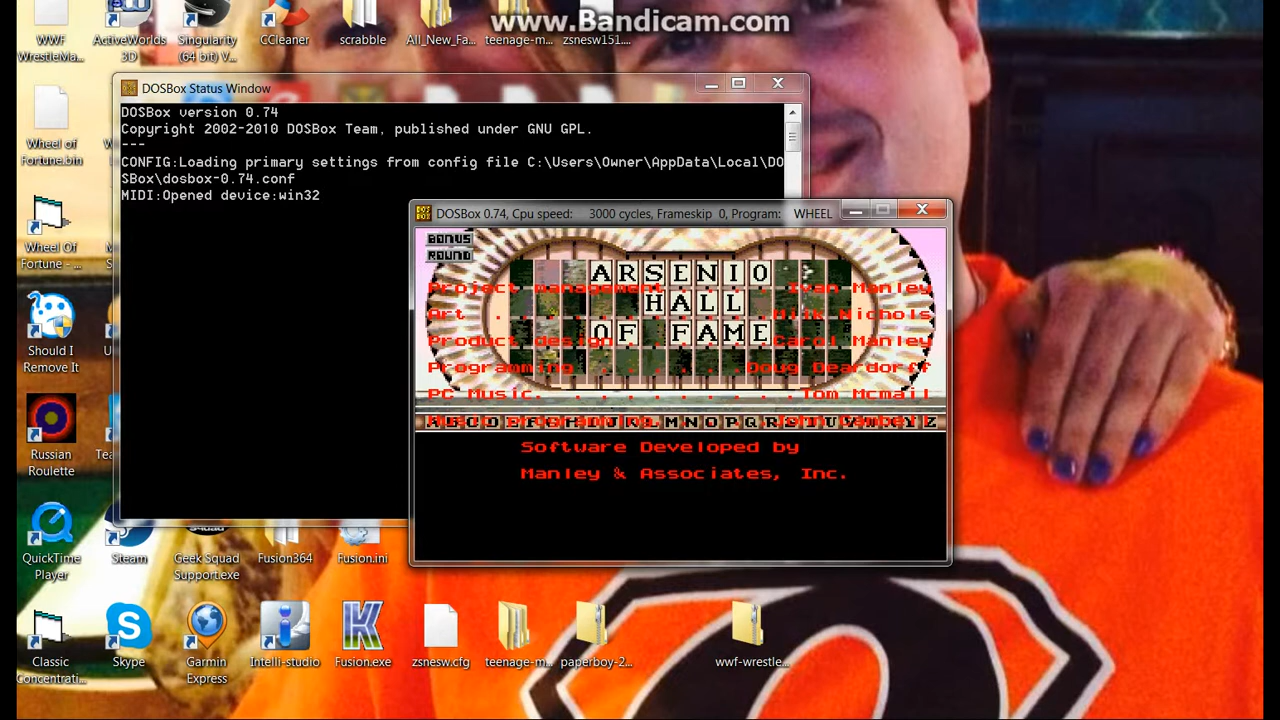 www.Bandicam.com
WWF
WrestleMa...
ActiveWorlds
3D
Singularity
(64 bit) V...
CCleaner
scrabble
All_New_Fa...
teenage-m...
zsnesw151....
Wheel of
Fortune.bin
Wheel Of
Fortune - ...
Should I
Remove It
Russian
Roulette
QuickTime
Player
Steam
Geek Squad
Support.exe
Fusion364
Fusion.ini
Classic
Concentrati...
Skype
Garmin
Express
Intelli-studio
Fusion.exe
zsnesw.cfg
teenage-m...
paperboy-2...
wwf-wrestle...
DOSBox Status Window
DOSBox version 0.74
Copyright 2002-2010 DOSBox Team, published under GNU GPL.
---
CONFIG:Loading primary settings from config file C:\Users\Owner\AppData\Local\DO
SBox\dosbox-0.74.conf
MIDI:Opened device:win32
DOSBox 0.74, Cpu speed: 3000 cycles, Frameskip 0, Program: WHEEL
BONUS
ROUND
ARSENIO
HALL
OF FAME
Project management . . . . Ivan Manley
Art . . . . . . . . . . Mick Nichols
Product design . . . . . Carol Manley
Programming . . . . . . Doug Deardorff
PC Music. . . . . . . . . . Tom Mcmail
Software Developed by
Manley & Associates, Inc.